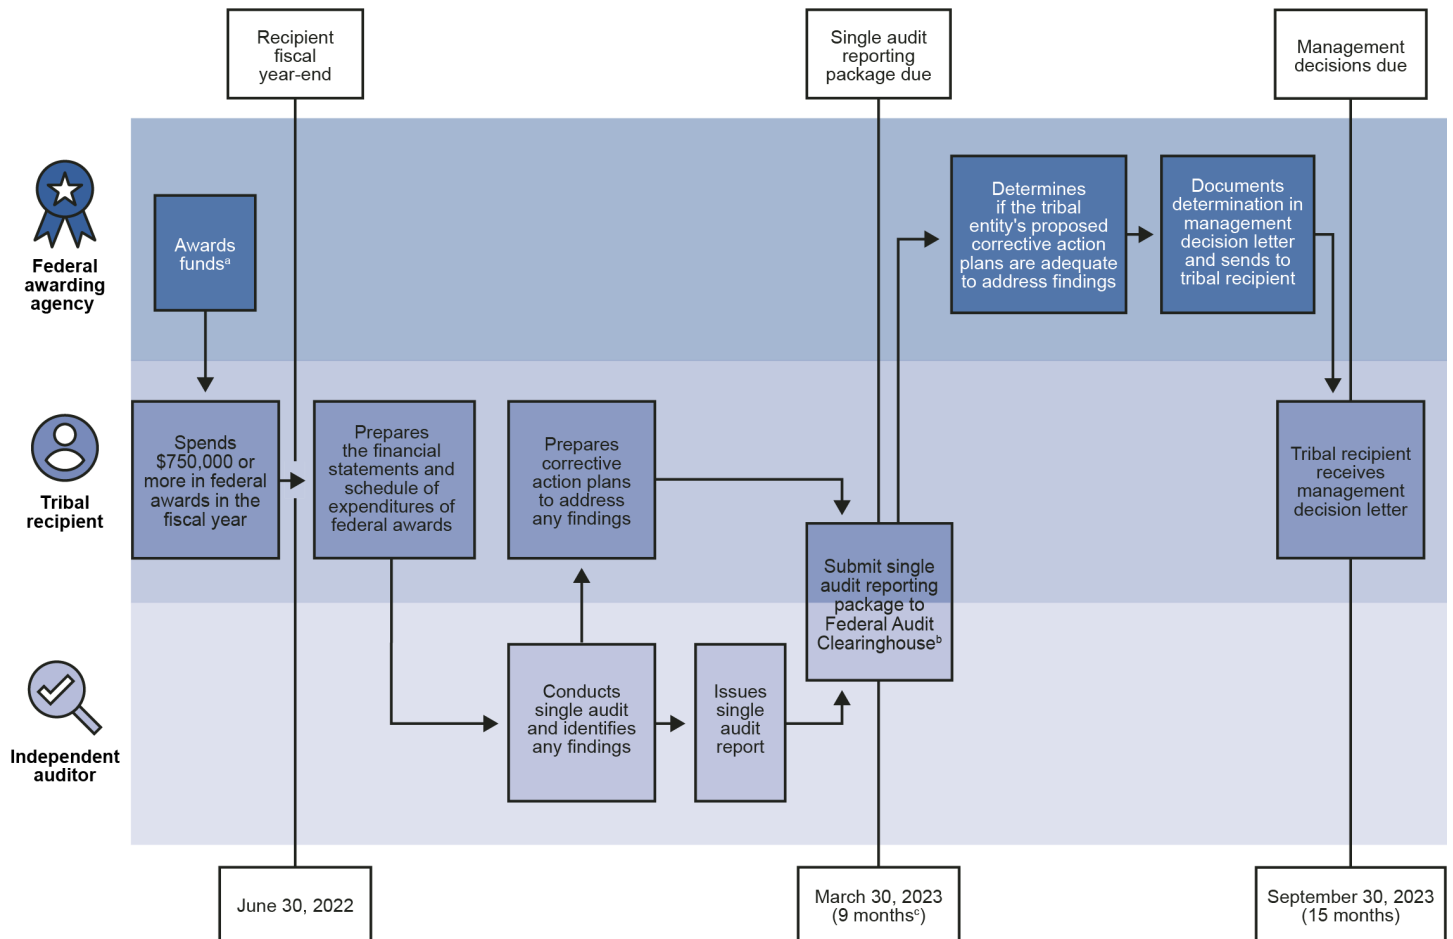 Recipient
fiscal
year-end
Single audit
reporting
package due
Management
decisions due
Federal
awarding
agency
Awards
fundsᵃ
Determines
if the tribal
entity's proposed
corrective action
plans are adequate
to address findings
Documents
determination in
management
decision letter
and sends to
tribal recipient
Tribal
recipient
Spends
$750,000 or
more in federal
awards in the
fiscal year
Prepares
the financial
statements and
schedule of
expenditures of
federal awards
Prepares
corrective
action plans
to address
any findings
Submit single
audit reporting
package to
Federal Audit
Clearinghouseᵇ
Tribal recipient
receives
management
decision letter
Independent
auditor
Conducts
single audit
and identifies
any findings
Issues
single
audit
report
June 30, 2022
March 30, 2023
(9 monthsᶜ)
September 30, 2023
(15 months)